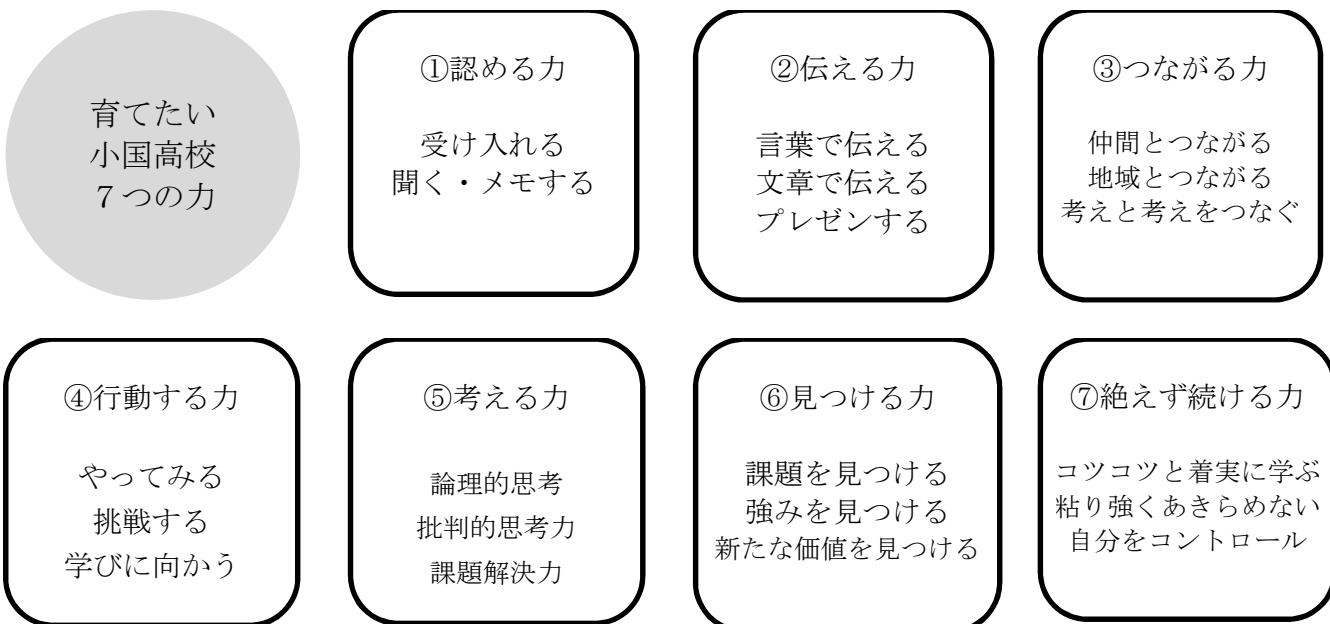 育てたい
小国高校
７つの力
①認める力
受け入れる
聞く・メモする
②伝える力
言葉で伝える
文章で伝える
プレゼンする
③つながる力
仲間とつながる
地域とつながる
考えと考えをつなぐ
④行動する力
やってみる
挑戦する
学びに向かう
⑤考える力
論理的思考
批判的思考力
課題解決力
⑥見つける力
課題を見つける
強みを見つける
新たな価値を見つける
⑦絶えず続ける力
コツコツと着実に学ぶ
粘り強くあきらめない
自分をコントロール